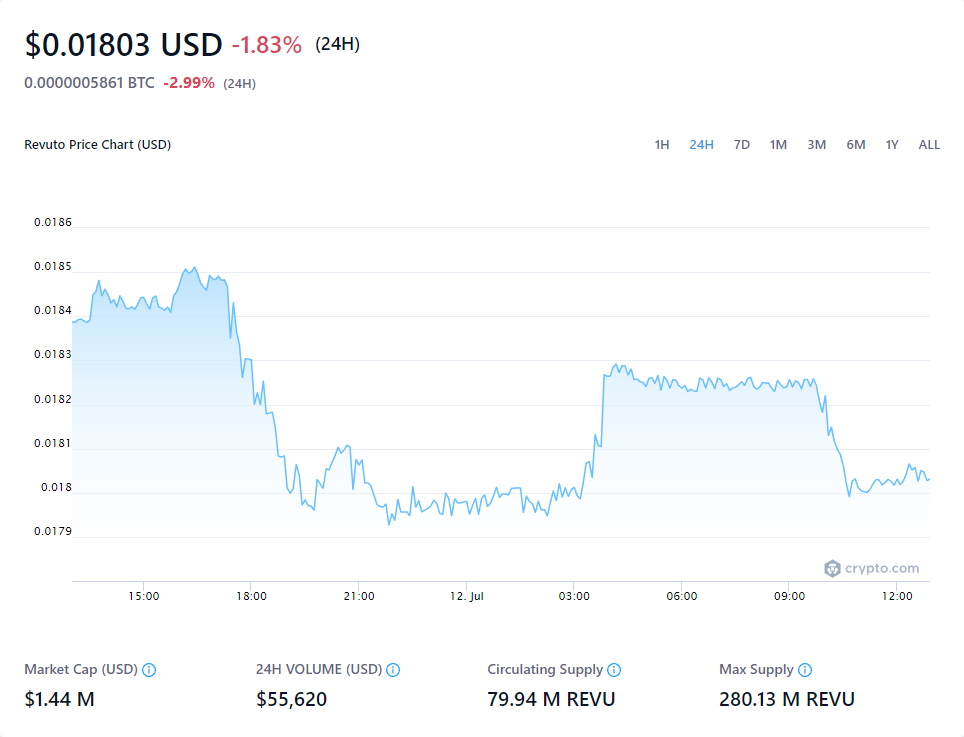 $0.01803 USD -1.83% (24H)
0.0000005861 BTC -2.99% (24H)
Revuto Price Chart (USD) 1H 24H 7D 1M 3M 6M 1Y ALL
0.0186
0.0185
0.0184
0.0183
0.0182
0.0181
0.018
0.0179
crypto.com
15:00 18:00 21:00 12. Jul 03:00 06:00 09:00 12:00
Market Cap (USD) 24H VOLUME (USD) Circulating Supply Max Supply
$1.44 M $55,620 79.94 M REVU 280.13 M REVU